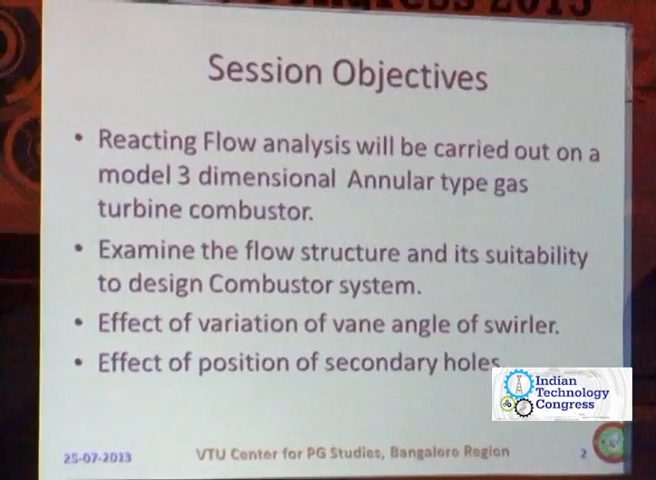 2013
Session Objectives
• Reacting Flow analysis will be carried out on a
model 3 dimensional Annular type gas
turbine combustor.
• Examine the flow structure and its suitability
to design Combustor system.
• Effect of variation of vane angle of swirler.
• Effect of position of secondary holes
Indian
Technology
Congress
25-07-2013 VTU Center for PG Studies, Bangalore Region 2